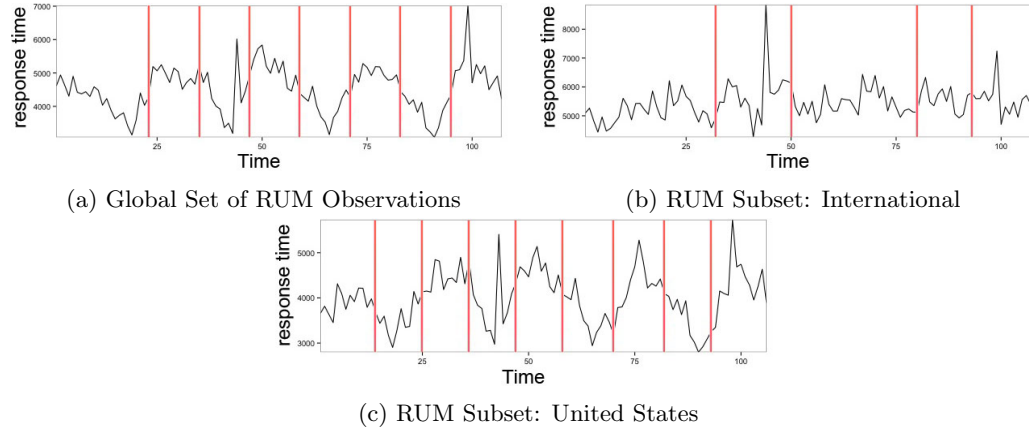 response time
7000
6000
5000
4000
25
50
75
100
Time
(a) Global Set of RUM Observations
response time
8000
7000
6000
5000
25
50
75
100
Time
(b) RUM Subset: International
response time
5000
4000
3000
25
50
75
100
Time
(c) RUM Subset: United States